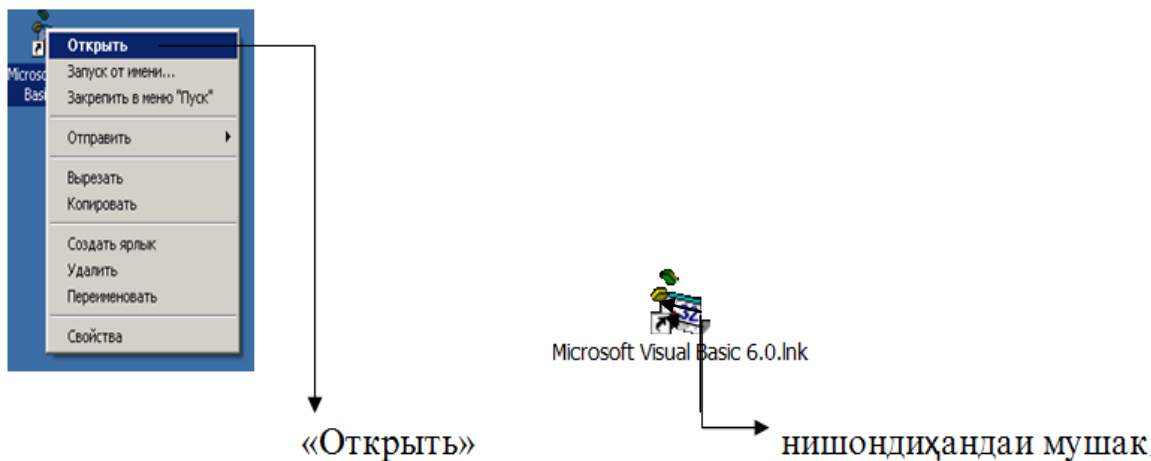 Открыть
Запуск от имени...
Закрепить в меню "Пуск"
Отправить
Вырезать
Копировать
Создать ярлык
Удалить
Переименовать
Свойства
32
Microsoft Visual Basic 6.0.lnk
«Открыть»
нишондиҳандаи мушак